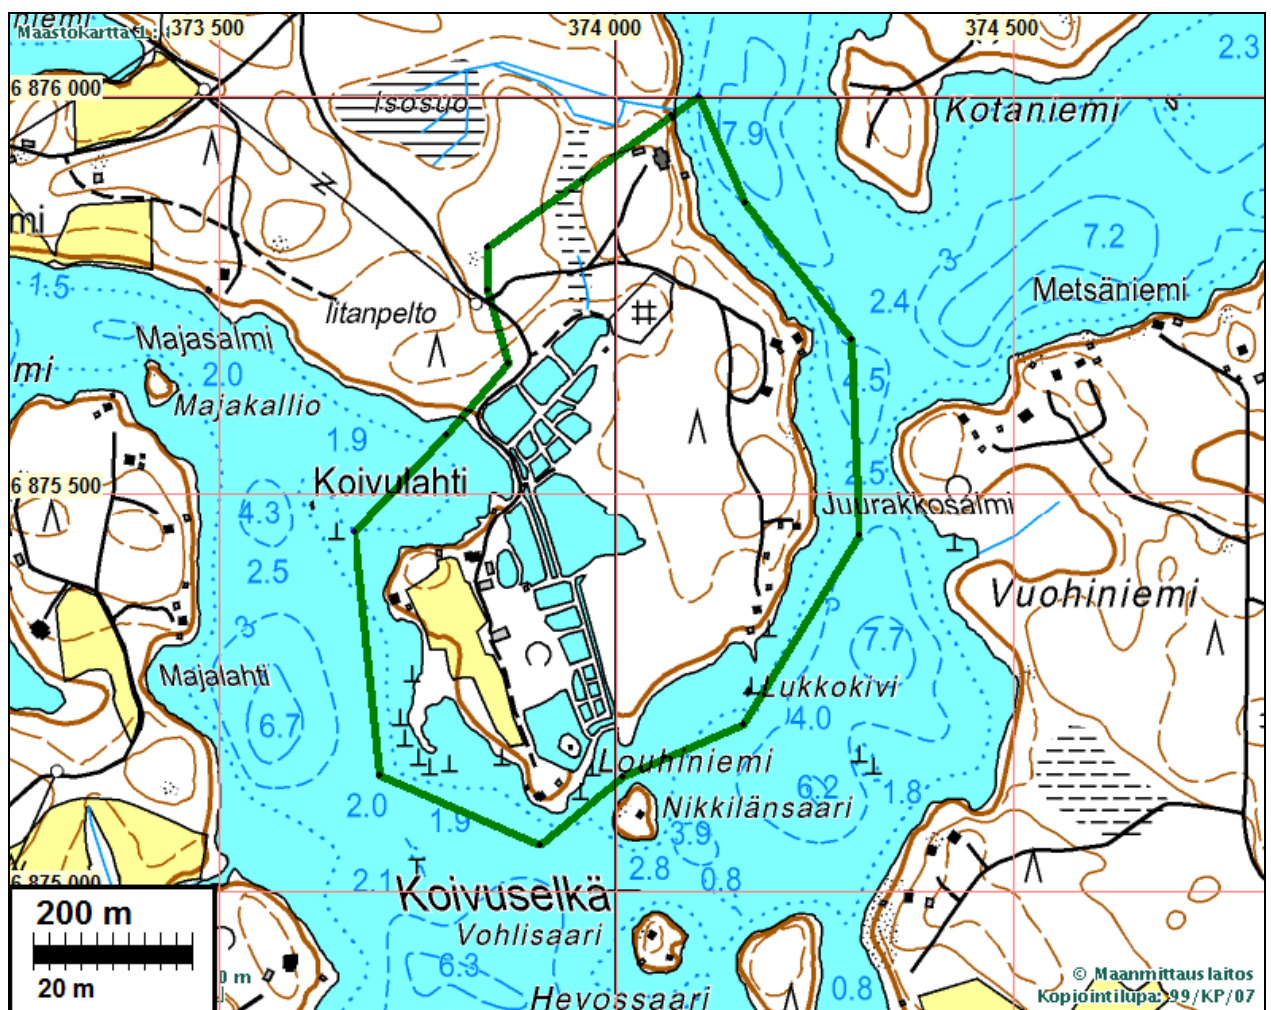 niemi
Maastokartta 1 :
373 500
374 000
374 500
2.3
6 876 000
Isosuo
7.9
Kotaniemi
mi
7.2
3
1.5
2.4
Metsäniemi
Iitanpelto
Majasalmi
mi
2.0
4.5
Majakallio
1.9
2.5
6 875 500
Koivulahti
4.3
Juurakkosalmi
2.5
Vuohiniemi
3
7.7
Majalahti
Lukkokivi
6.7
4.0
Louhiniemi
6.2
1.8
2.0
Nikkilänsaari
1.9
3.9
2.8
0.8
2.1
6 875 000
Koivuselkä
200 m
Vohlisaari
6.3
0 m
20 m
0.8
Hevossaari
© Maanmittauslaitos
Kopiointilupa: 99/KP/07